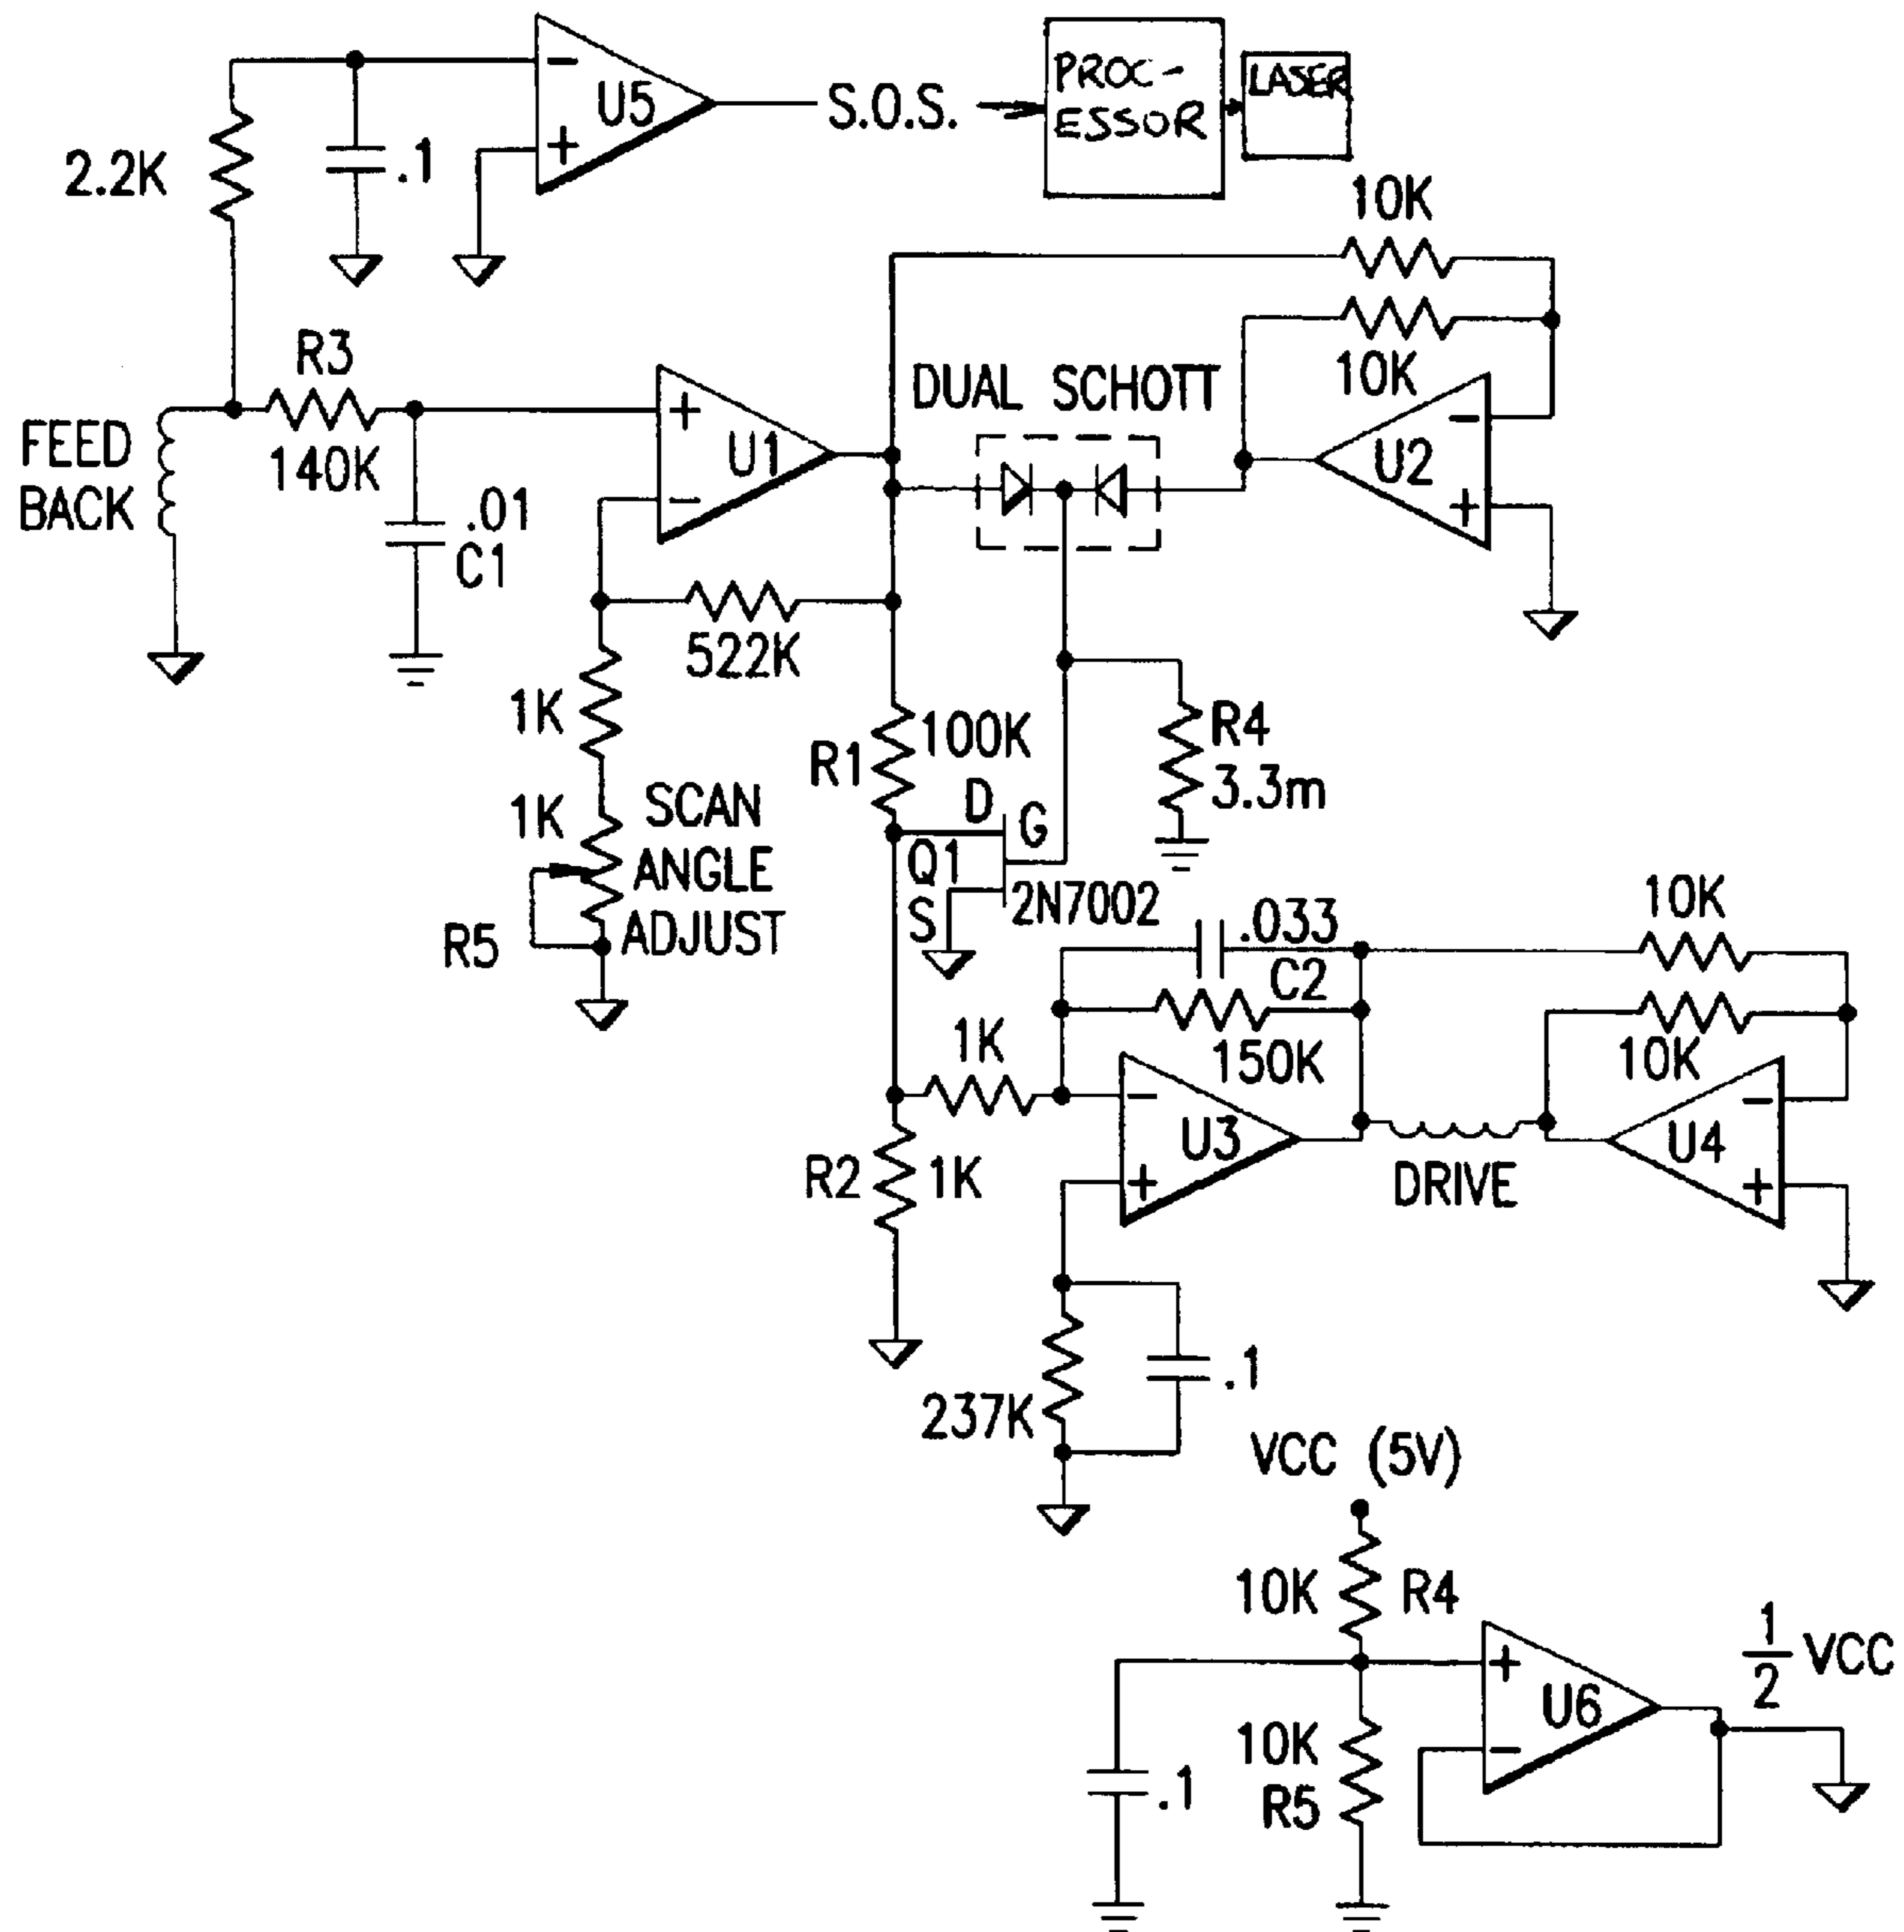 U5
-
+
2.2K
.1
S.O.S.
PROC-
ESSOR
LASER
10K
10K
R3
140K
FEED
BACK
.01
C1
+
U1
-
DUAL SCHOTT
-
U2
+
522K
1K
1K
SCAN
ANGLE
ADJUST
R5
R1
100K
D
G
Q1
S
2N7002
R4
3.3m
.033
C2
150K
10K
10K
1K
-
U3
+
DRIVE
-
U4
+
R2
1K
237K
.1
VCC (5V)
10K
R4
10K
R5
.1
+
U6
-
1/2 VCC